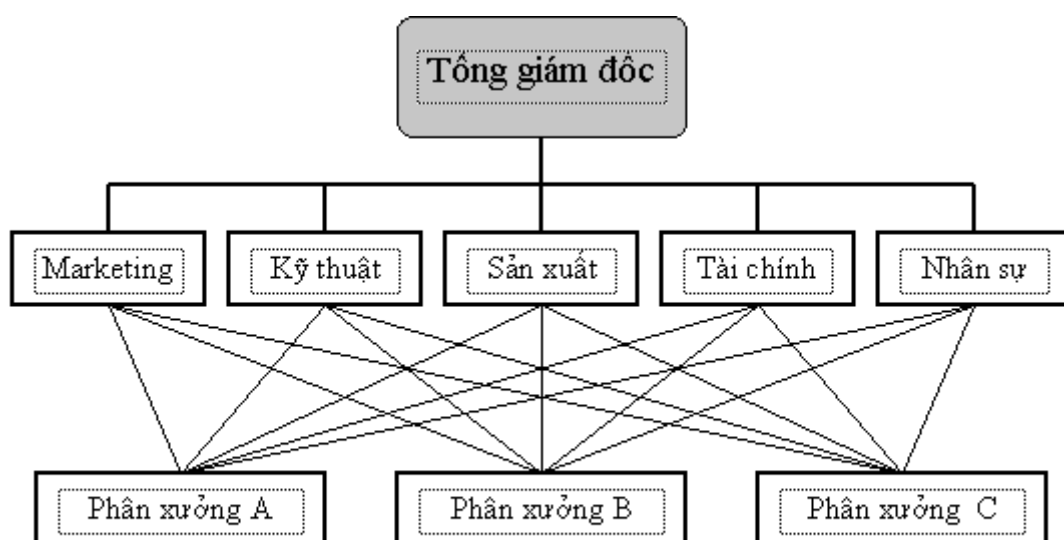 Tổng giám đốc
Marketing
Kỹ thuật
Sản xuất
Tài chính
Nhân sự
Phân xưởng A
Phân xưởng B
Phân xưởng C